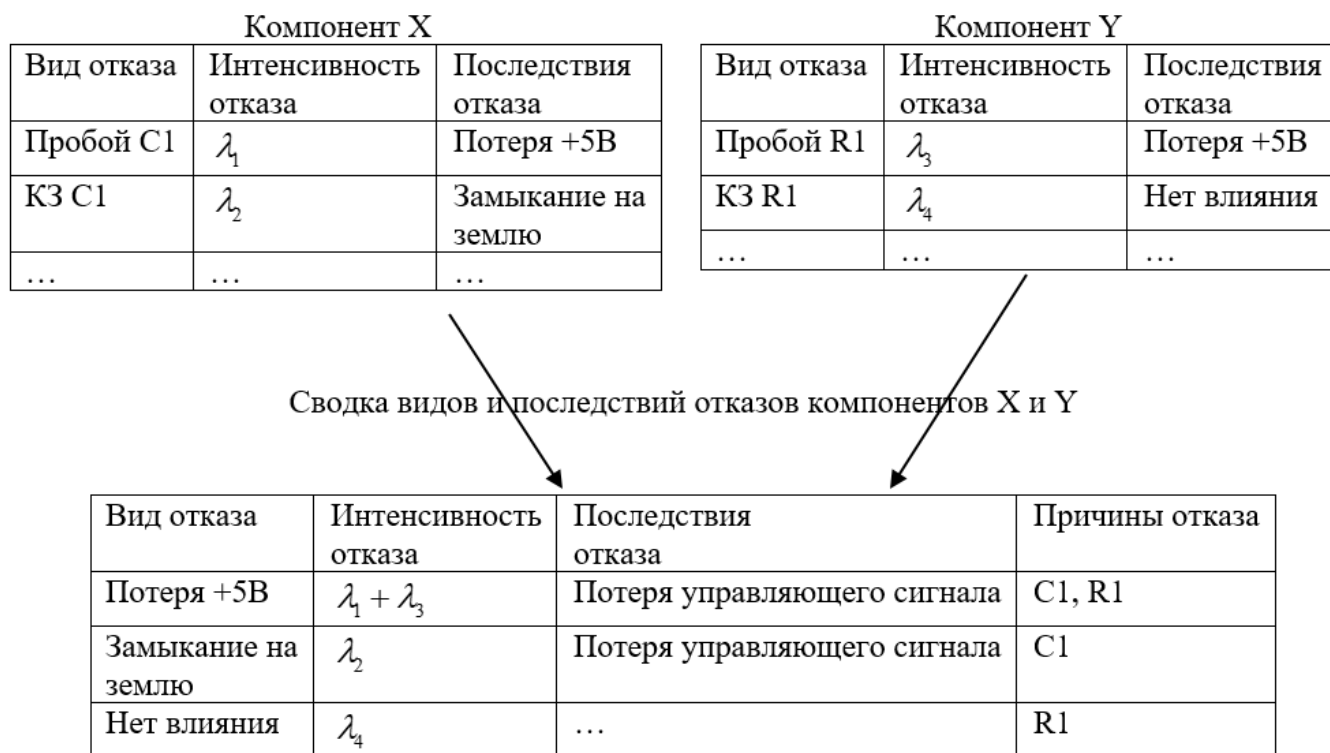 Компонент X
Вид отказа Интенсивность Последствия
отказа отказа
Пробой C1 λ₁ Потеря +5В
КЗ C1 λ₂ Замыкание на
землю
… … …
Компонент Y
Вид отказа Интенсивность Последствия
отказа отказа
Пробой R1 λ₃ Потеря +5В
КЗ R1 λ₄ Нет влияния
… … …
Сводка видов и последствий отказов компонентов X и Y
Вид отказа Интенсивность Последствия Причины отказа
отказа отказа
Потеря +5В λ₁ + λ₃ Потеря управляющего сигнала C1, R1
Замыкание на λ₂ Потеря управляющего сигнала C1
землю
Нет влияния λ₄ … R1